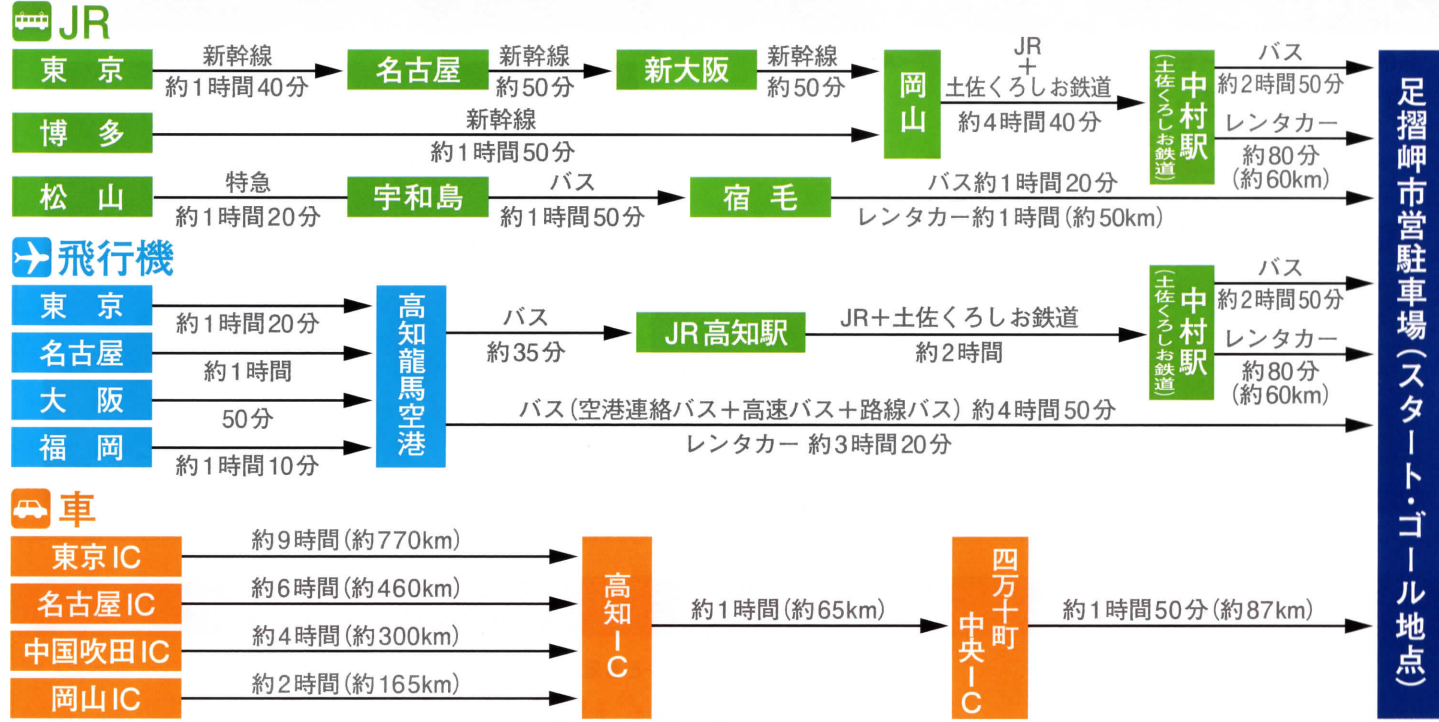 JR
東京
新幹線
約1時間40分
名古屋
新幹線
約50分
新大阪
新幹線
約50分
岡山
JR
+
土佐くろしお鉄道
約4時間40分
博多
新幹線
約1時間50分
中村駅
(土佐くろしお鉄道)
バス
約2時間50分
レンタカー
約80分
(約60km)
松山
特急
約1時間20分
宇和島
バス
約1時間50分
宿毛
バス約1時間20分
レンタカー約1時間(約50km)
飛行機
東京
約1時間20分
名古屋
約1時間
大阪
50分
福岡
約1時間10分
高知龍馬空港
バス
約35分
JR高知駅
JR+土佐くろしお鉄道
約2時間
中村駅
(土佐くろしお鉄道)
バス
約2時間50分
レンタカー
約80分
(約60km)
バス(空港連絡バス+高速バス+路線バス) 約4時間50分
レンタカー 約3時間20分
車
東京IC
約9時間(約770km)
名古屋IC
約6時間(約460km)
中国吹田IC
約4時間(約300km)
岡山IC
約2時間(約165km)
高知IC
約1時間(約65km)
四万十町
中央IC
約1時間50分(約87km)
足摺岬市営駐車場(スタート・ゴール地点)